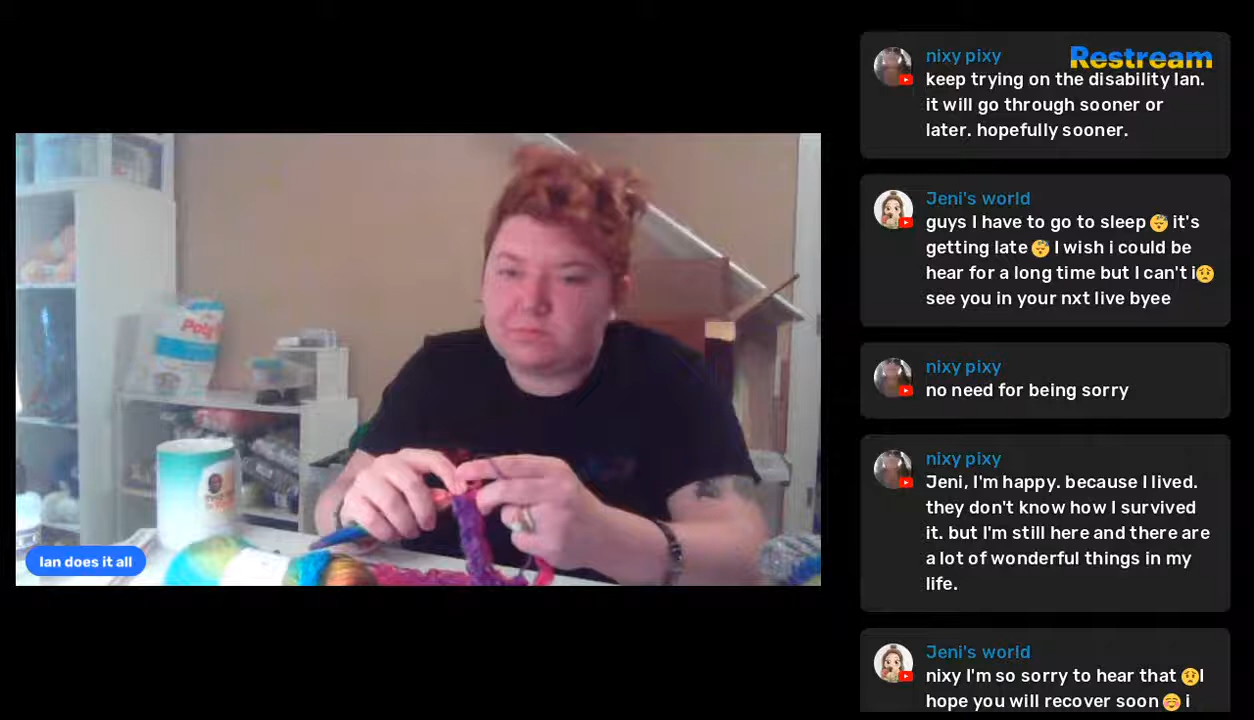 Restream
nixy pixy
keep trying on the disability Ian.
it will go through sooner or
later. hopefully sooner.
Jeni's world
guys I have to go to sleep 😴 it's
getting late 😴 I wish i could be
hear for a long time but I can't i😟
see you in your nxt live byee
nixy pixy
no need for being sorry
nixy pixy
Jeni, I'm happy. because I lived.
they don't know how I survived
it. but I'm still here and there are
a lot of wonderful things in my
life.
Jeni's world
nixy I'm so sorry to hear that 😟I
hope you will recover soon ☺️ i
Ian does it all